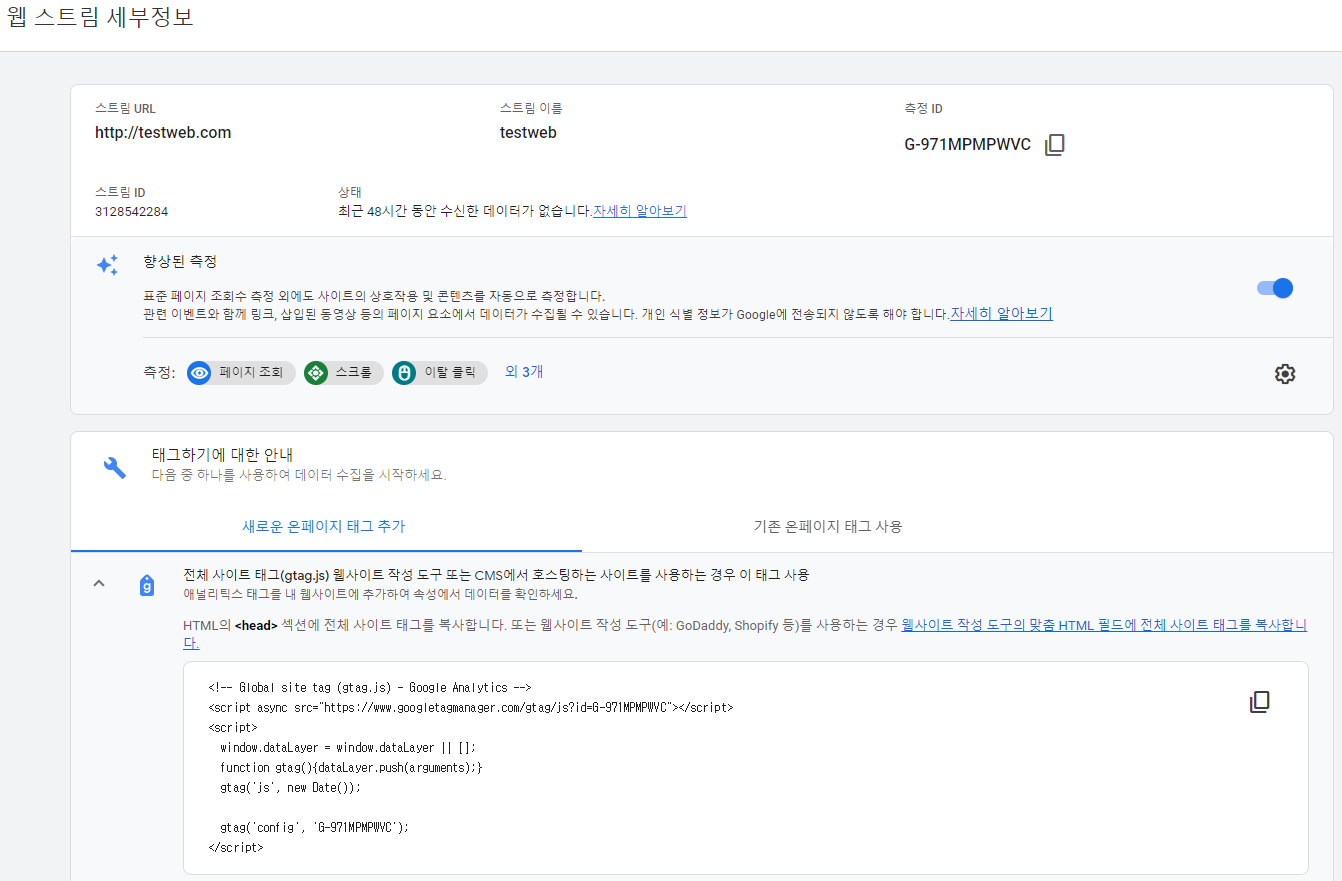 웹 스트림 세부정보
스트림 URL
스트림 이름
측정 ID
http://testweb.com
testweb
G-971MPMPWVC
스트림 ID
상태
3128542284
최근 48시간 동안 수신한 데이터가 없습니다.자세히 알아보기
향상된 측정
표준 페이지 조회수 측정 외에도 사이트의 상호작용 및 콘텐츠를 자동으로 측정합니다.
관련 이벤트와 함께 링크, 삽입된 동영상 등의 페이지 요소에서 데이터가 수집될 수 있습니다. 개인 식별 정보가 Google에 전송되지 않도록 해야 합니다.자세히 알아보기
측정: 페이지 조회 스크롤 이탈 클릭 외 3개
태그하기에 대한 안내
다음 중 하나를 사용하여 데이터 수집을 시작하세요.
새로운 온페이지 태그 추가
기존 온페이지 태그 사용
g
전체 사이트 태그(gtag.js) 웹사이트 작성 도구 또는 CMS에서 호스팅하는 사이트를 사용하는 경우 이 태그 사용
애널리틱스 태그를 내 웹사이트에 추가하여 속성에서 데이터를 확인하세요.
HTML의 <head> 섹션에 전체 사이트 태그를 복사합니다. 또는 웹사이트 작성 도구(예: GoDaddy, Shopify 등)를 사용하는 경우 웹사이트 작성 도구의 맞춤 HTML 필드에 전체 사이트 태그를 복사합니
다.
<!-- Global site tag (gtag.js) - Google Analytics -->
<script async src="https://www.googletagmanager.com/gtag/js?id=G-971MPMPWVC"></script>
<script>
  window.dataLayer = window.dataLayer || [];
  function gtag(){dataLayer.push(arguments);}
  gtag('js', new Date());
  gtag('config', 'G-971MPMPWVC');
</script>